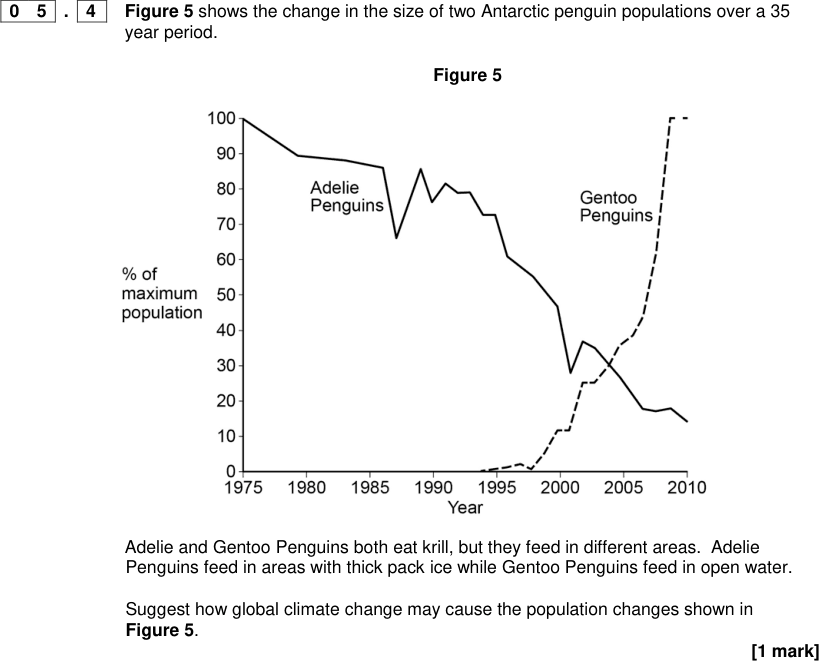 0 5 . 4 Figure 5 shows the change in the size of two Antarctic penguin populations over a 35
year period.
Figure 5
100
90
80
70
60
50
40
30
20
10
0
% of
maximum
population
Adelie
Penguins
Gentoo
Penguins
1975 1980 1985 1990 1995 2000 2005 2010
Year
Adelie and Gentoo Penguins both eat krill, but they feed in different areas. Adelie
Penguins feed in areas with thick pack ice while Gentoo Penguins feed in open water.
Suggest how global climate change may cause the population changes shown in
Figure 5.
[1 mark]